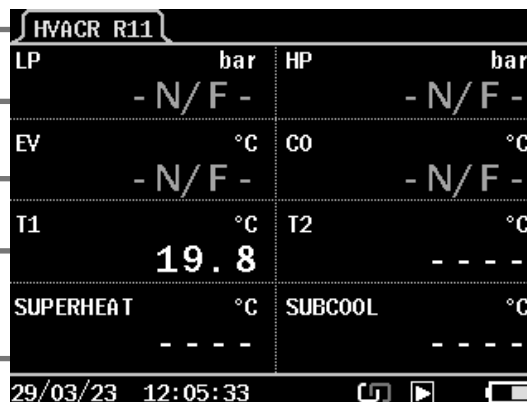 HVACR R11
LP bar HP bar
- N/F - - N/F -
EV °C CO °C
- N/F - - N/F -
T1 °C T2 °C
19.8 ----
SUPERHEAT °C SUBCOOL °C
---- ----
29/03/23 12:05:33